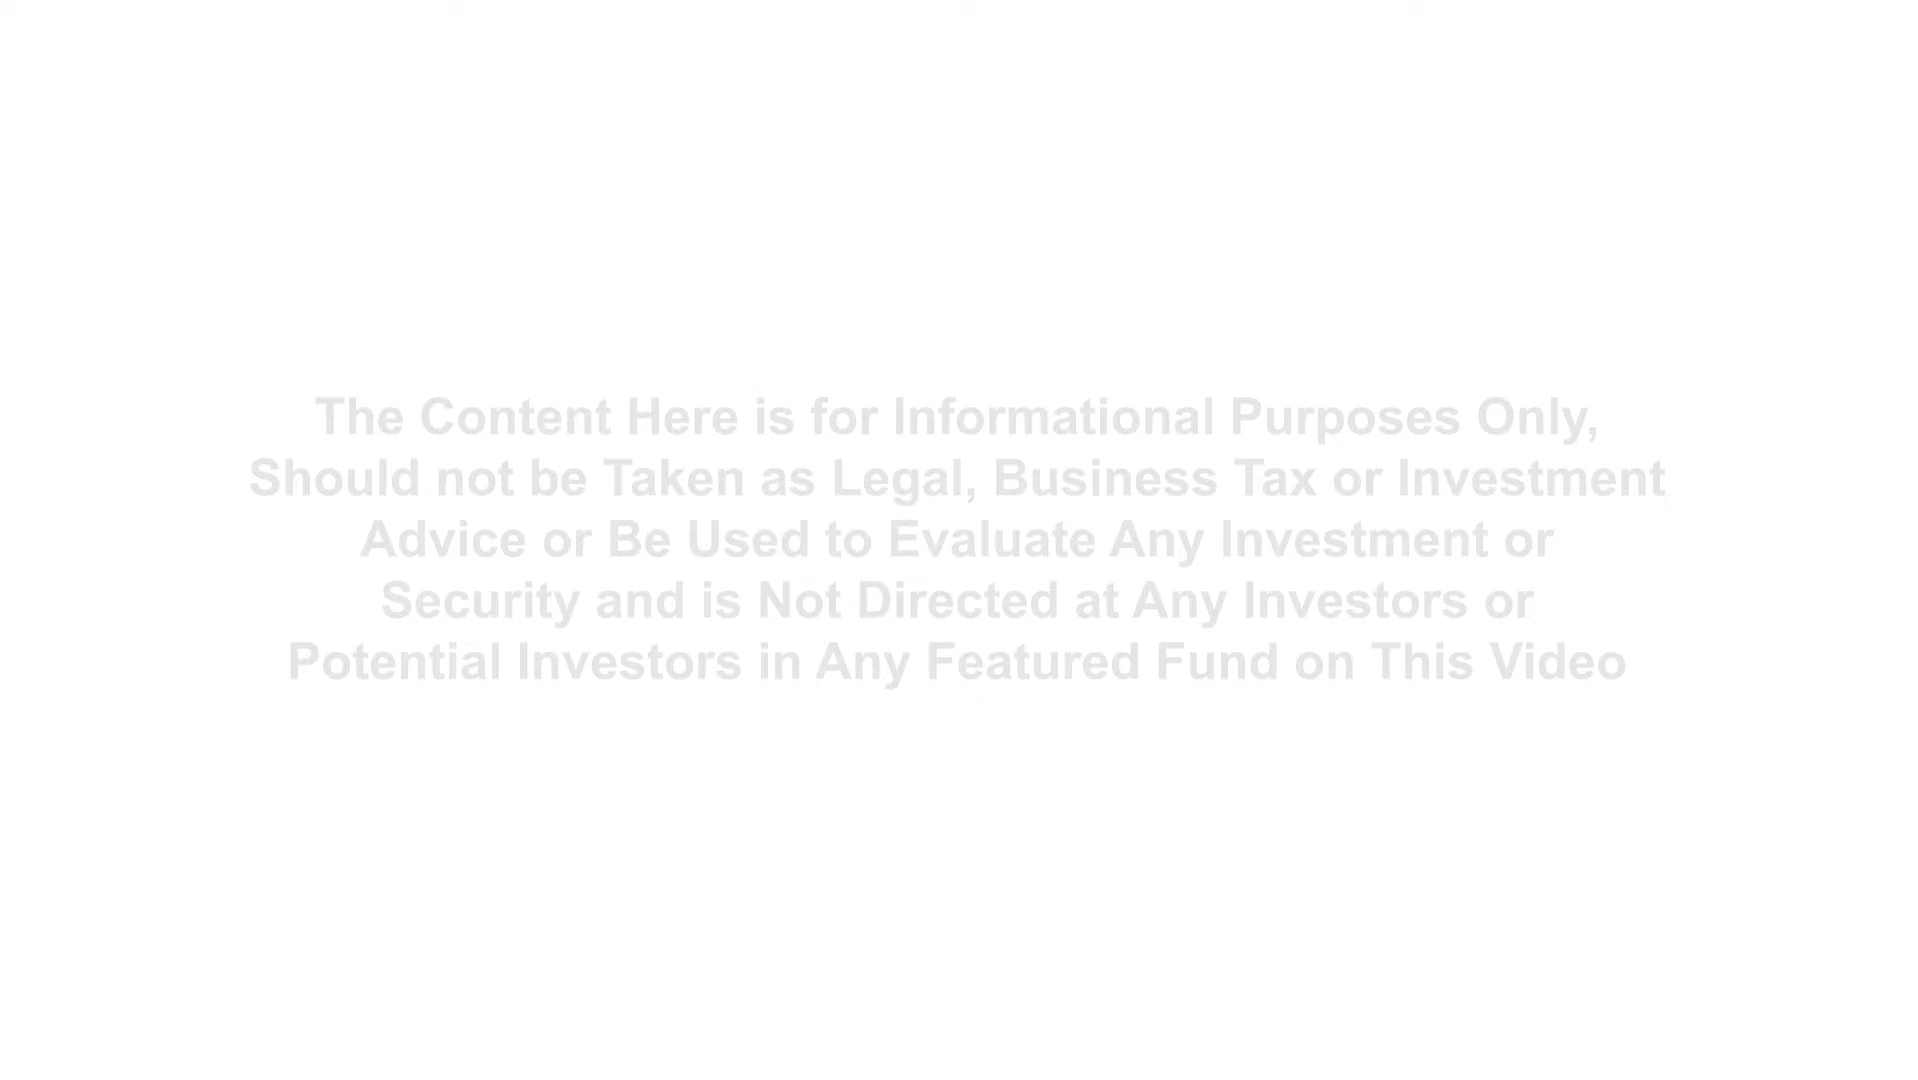 The Content Here is for Informational Purposes Only,
Should not be Taken as Legal, Business Tax or Investment
Advice or Be Used to Evaluate Any Investment or
Security and is Not Directed at Any Investors or
Potential Investors in Any Featured Fund on This Video